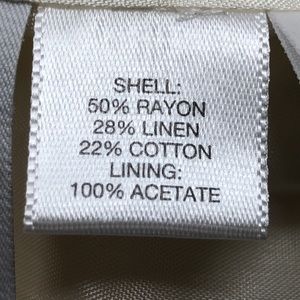 SHELL:
50% RAYON
28% LINEN
22% COTTON
LINING:
100% ACETATE